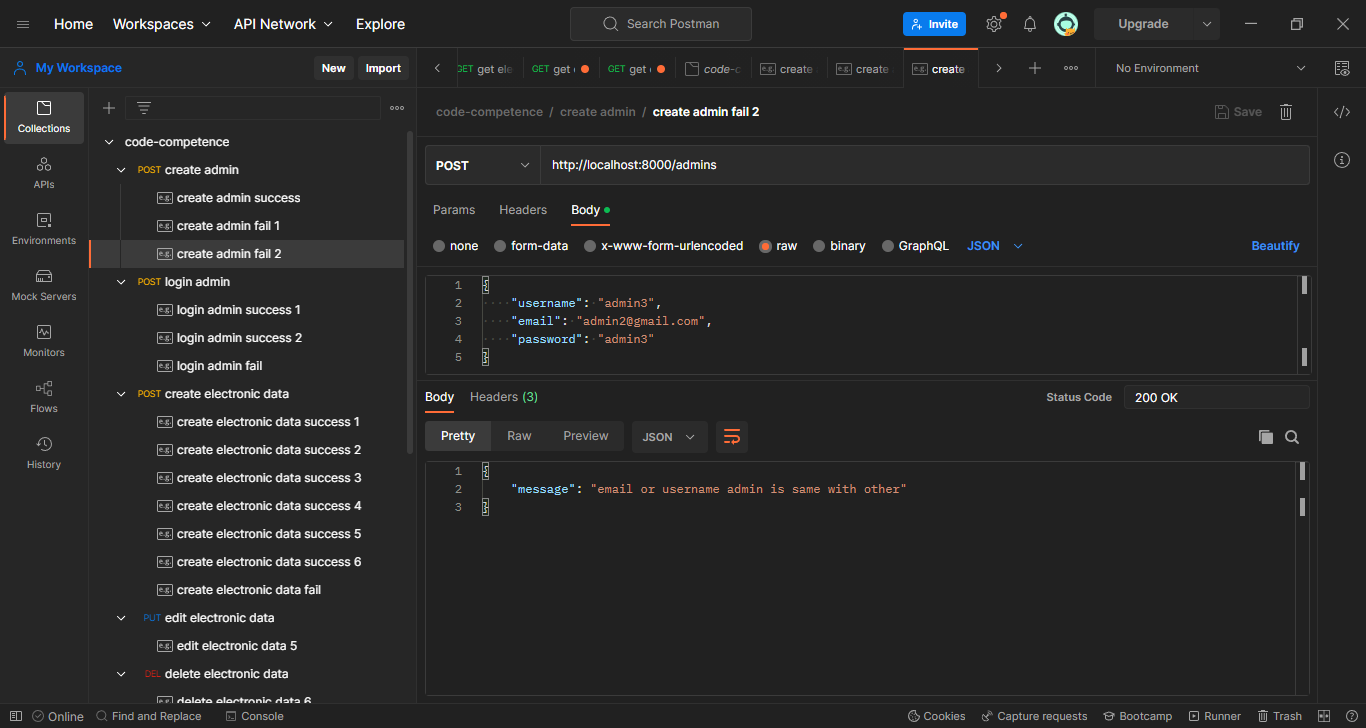 Home Workspaces API Network Explore Search Postman Invite Upgrade
My Workspace New Import
GET get ele GET get GET get code-c create create create No Environment
Collections
APIs
Environments
Mock Servers
Monitors
Flows
History
code-competence
POST create admin
e.g. create admin success
e.g. create admin fail 1
e.g. create admin fail 2
POST login admin
e.g. login admin success 1
e.g. login admin success 2
e.g. login admin fail
POST create electronic data
e.g. create electronic data success 1
e.g. create electronic data success 2
e.g. create electronic data success 3
e.g. create electronic data success 4
e.g. create electronic data success 5
e.g. create electronic data success 6
e.g. create electronic data fail
PUT edit electronic data
e.g. edit electronic data 5
DEL delete electronic data
e.g. delete electronic data 6
code-competence / create admin / create admin fail 2 Save
POST http://localhost:8000/admins
Params Headers Body
none form-data x-www-form-urlencoded raw binary GraphQL JSON Beautify
1 {
2 "username": "admin3",
3 "email": "admin2@gmail.com",
4 "password": "admin3"
5 }
Body Headers (3) Status Code 200 OK
Pretty Raw Preview JSON
1 {
2 "message": "email or username admin is same with other"
3 }
Online Find and Replace Console Cookies Capture requests Bootcamp Runner Trash